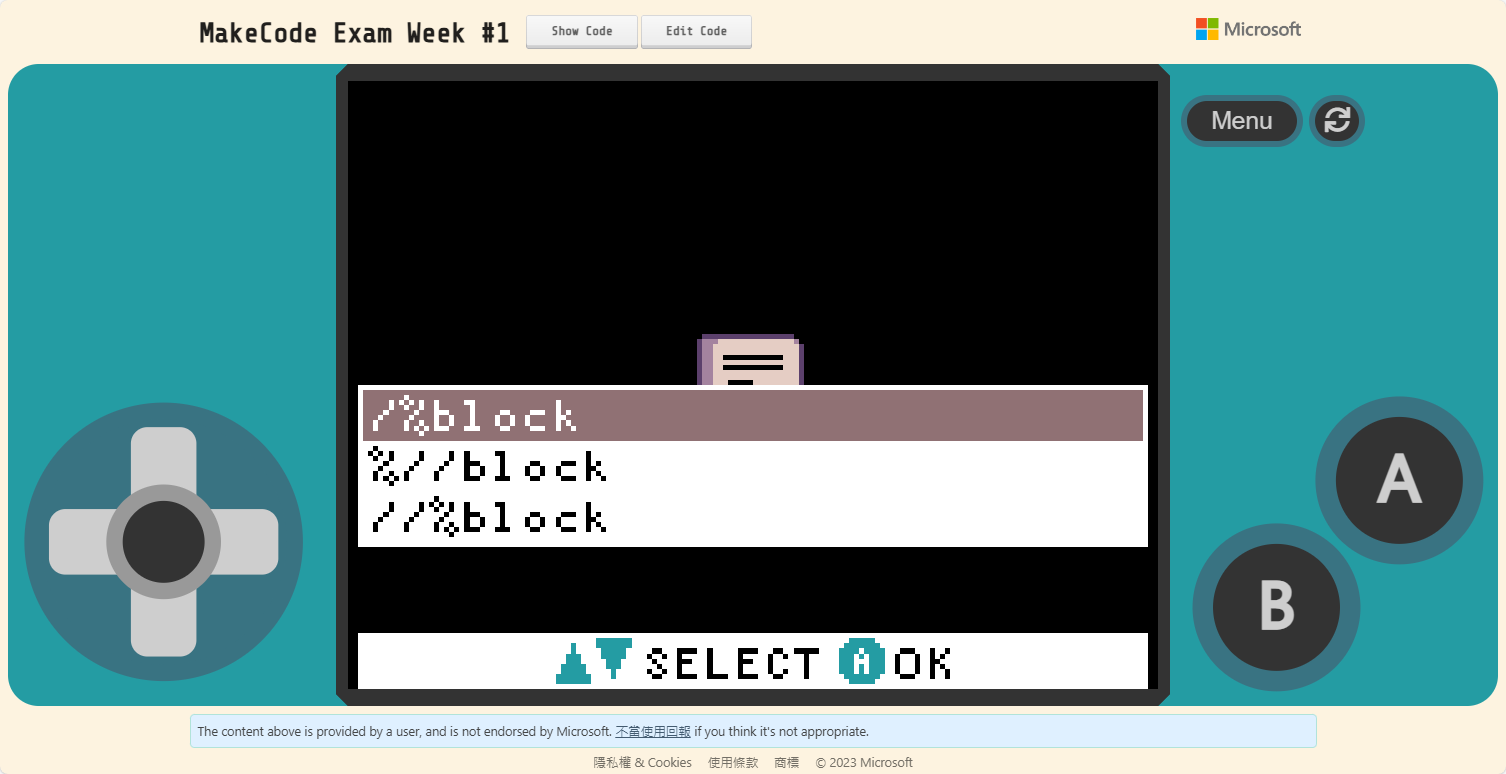 MakeCode Exam Week #1
Show Code
Edit Code
Microsoft
Menu
/%block
%//block
//%block
SELECT A OK
A
B
The content above is provided by a user, and is not endorsed by Microsoft. 不當使用回報 if you think it's not appropriate.
隱私權 & Cookies 使用條款 商標 © 2023 Microsoft